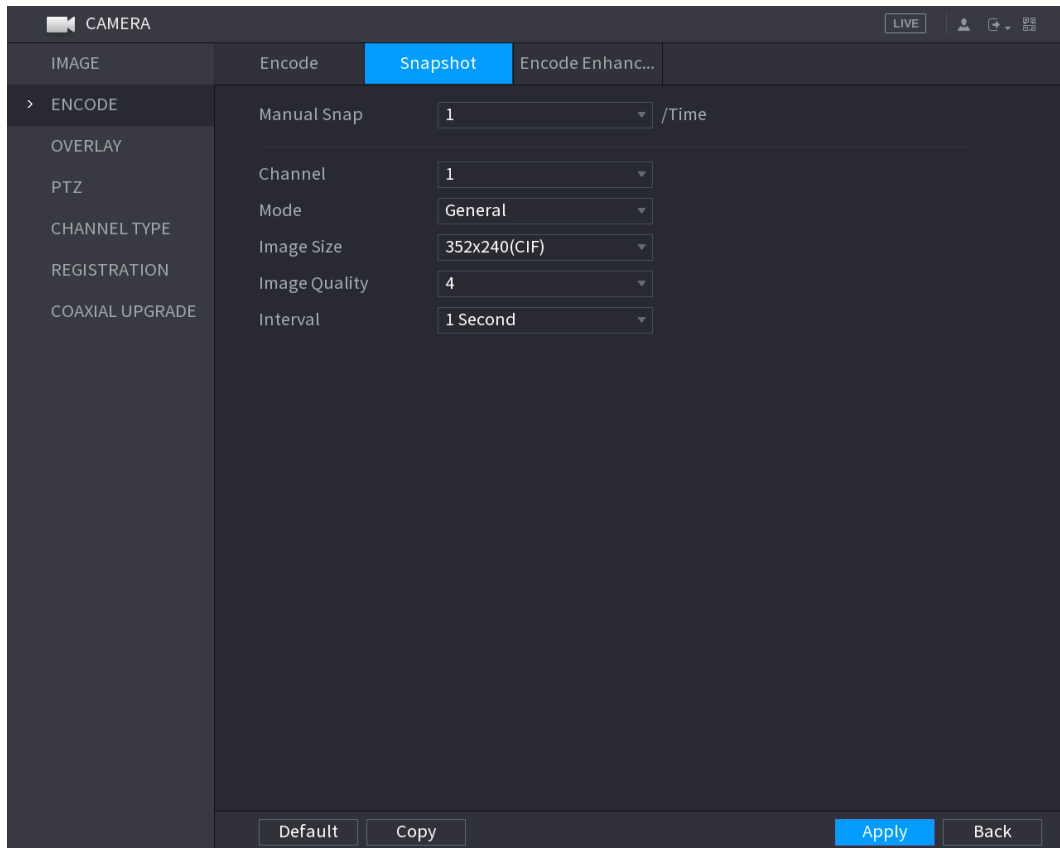 CAMERA LIVE
IMAGE
ENCODE
OVERLAY
PTZ
CHANNEL TYPE
REGISTRATION
COAXIAL UPGRADE
Encode Snapshot Encode Enhanc...
Manual Snap 1 /Time
Channel 1
Mode General
Image Size 352x240(CIF)
Image Quality 4
Interval 1 Second
Default Copy Apply Back